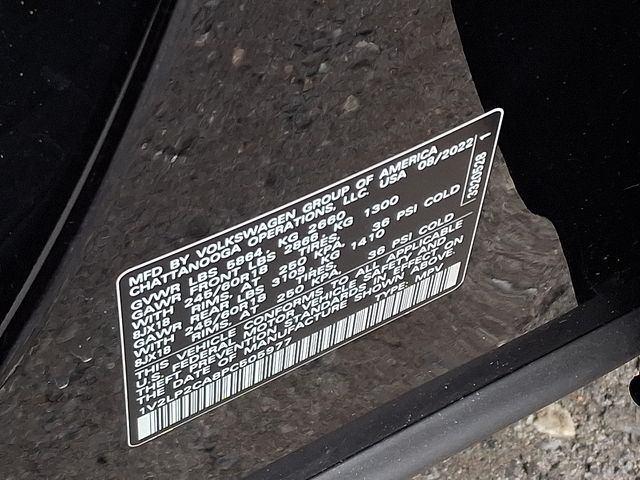 MFD BY VOLKSWAGEN GROUP OF AMERICA
CHATTANOOGA OPERATIONS, LLC. USA 08/2022
GVWR LBS 5864 KG 2660
GAWR FRONT LBS 2866 KG 1300
WITH 245/60R18 TIRES,
8JX18 RIMS, AT 250 KPA, 36 PSI COLD
GAWR REAR LBS 3109 KG 1410
WITH 245/60R18 TIRES,
8JX18 RIMS, AT 250 KPA, 36 PSI COLD
THIS VEHICLE CONFORMS TO ALL APPLICABLE
U.S. FEDERAL MOTOR VEHICLE SAFETY AND
THEFT PREVENTION STANDARDS IN EFFECT ON
THE DATE OF MANUFACTURE SHOWN ABOVE.
1V2LP2CA8PC505977 TYPE: MPV
1